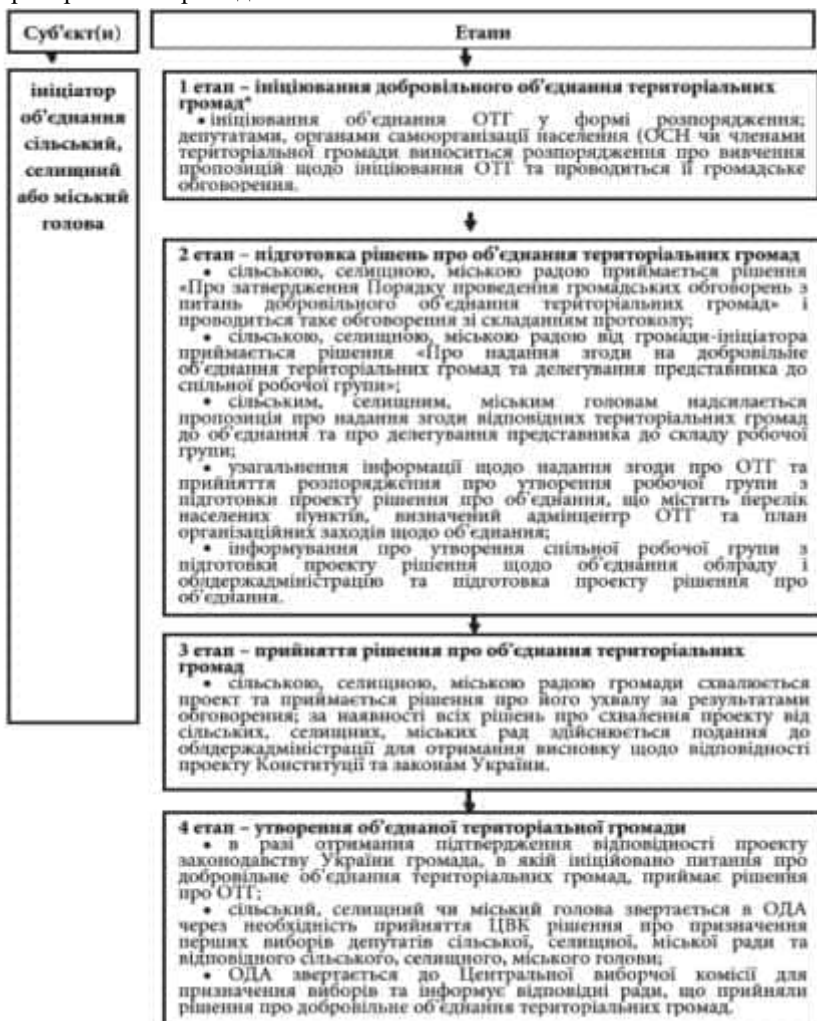 Суб'єкт(и)
Етапи
ініціатор
об'єднання
сільський,
селищний
або міський
голова
1 етап – ініціювання добровільного об'єднання територіальних
громад*
• ініціювання об'єднання ОТГ у формі розпорядження;
депутатами, органами самоорганізації населення (ОСН чи членами
територіальної громади виноситься розпорядження про вивчення
пропозицій щодо ініціювання ОТГ та проводиться її громадське
обговорення.
2 етап – підготовка рішень про об'єднання територіальних громад
• сільською, селищною, міською радою приймається рішення
«Про затвердження Порядку проведення громадських обговорень з
питань добровільного об'єднання територіальних громад» і
проводиться таке обговорення зі складанням протоколу;
• сільською, селищною, міською радою від громади-ініціатора
приймається рішення «Про надання згоди на добровільне
об'єднання територіальних громад та делегування представника до
спільної робочої групи»;
• сільським, селищним, міським головам надсилається
пропозиція про надання згоди відповідних територіальних громад
до об'єднання та про делегування представника до складу робочої
групи;
• узагальнення інформації щодо надання згоди про ОТГ та
прийняття розпорядження про утворення робочої групи з
підготовки проекту рішення про об'єднання, що містить перелік
населених пунктів, визначений адмінцентр ОТГ та план
організаційних заходів щодо об'єднання;
• інформування про утворення спільної робочої групи з
підготовки проекту рішення щодо об'єднання облраду і
облдержадміністрацію та підготовка проекту рішення про
об'єднання.
3 етап – прийняття рішення про об'єднання територіальних
громад
• сільською, селищною, міською радою громади схвалюється
проект та приймається рішення про його ухвалу за результатами
обговорення; за наявності всіх рішень про схвалення проекту від
сільських, селищних, міських рад здійснюється подання до
облдержадміністрації для отримання висновку щодо відповідності
проекту Конституції та законам України.
4 етап – утворення об'єднаної територіальної громади
• в разі отримання підтвердження відповідності проекту
законодавству України громада, в якій ініційовано питання про
добровільне об'єднання територіальних громад, приймає рішення
про ОТГ;
• сільський, селищний чи міський голова звертається в ОДА
через необхідність прийняття ЦВК рішення про призначення
перших виборів депутатів сільської, селищної, міської ради та
відповідного сільського, селищного, міського голови;
• ОДА звертається до Центральної виборчої комісії для
призначення виборів та інформує відповідні ради, що прийняли
рішення про добровільне об'єднання територіальних громад.